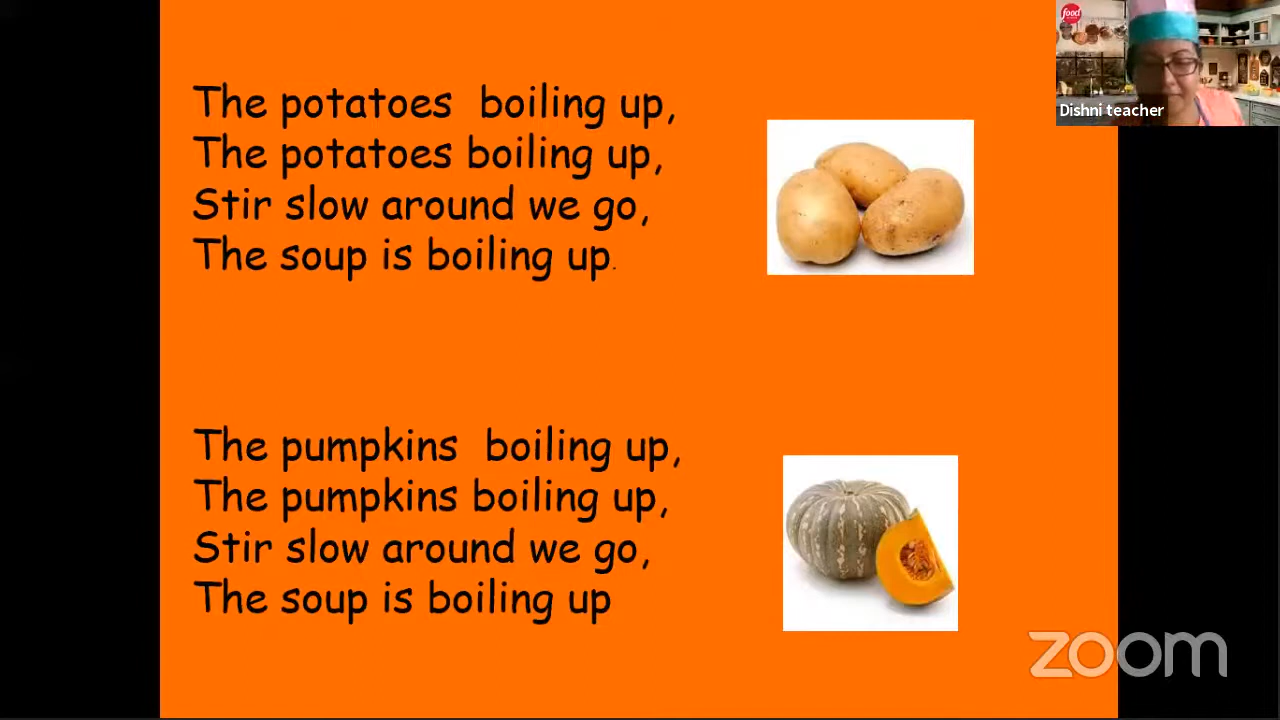 The potatoes  boiling up,
The potatoes boiling up,
Stir slow around we go,
The soup is boiling up.
The pumpkins  boiling up,
The pumpkins boiling up,
Stir slow around we go,
The soup is boiling up
food
Dishni teacher
zoom